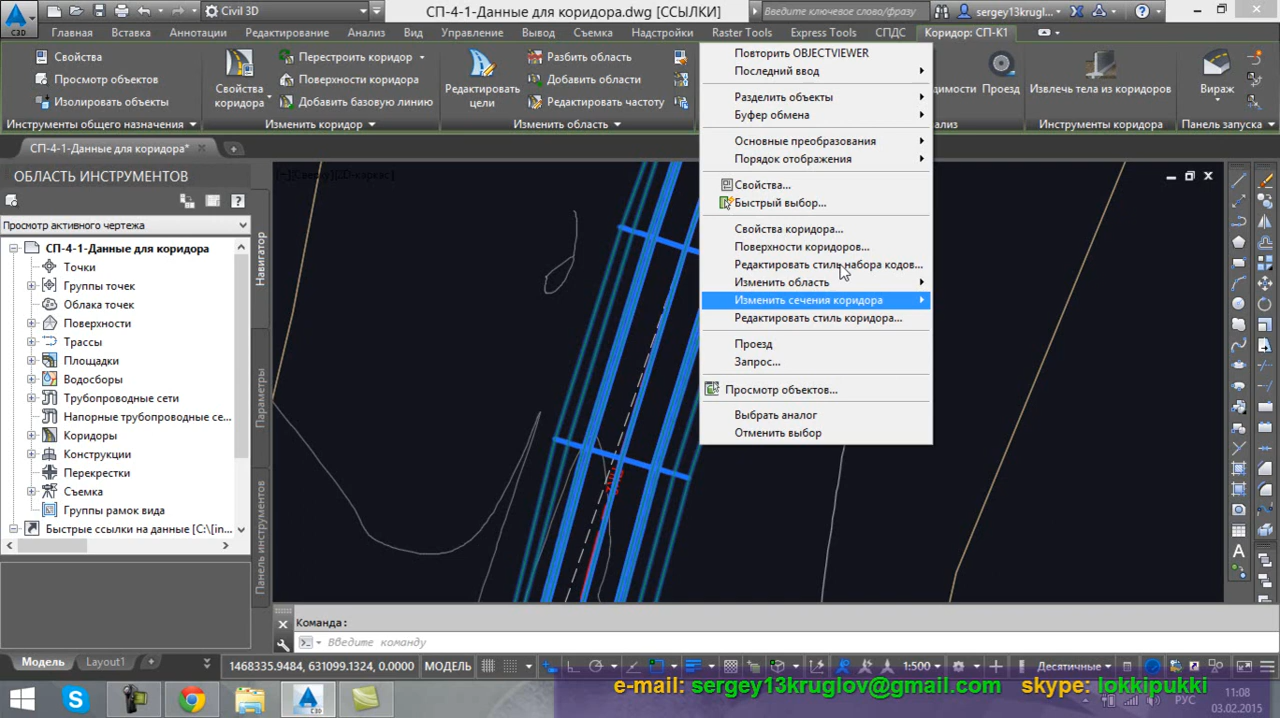 Civil 3D
СП-4-1-Данные для коридора.dwg [ССЫЛКИ]
Введите ключевое слово/фразу
sergey13krugl...
C3D
Главная Вставка Аннотации Редактирование Анализ Вид Управление Вывод Съемка Надстройки Raster Tools Express Tools СПДС Коридор: СП-К1
Свойства
Просмотр объектов
Изолировать объекты
Инструменты общего назначения
Свойства
коридора
Перестроить коридор
Поверхности коридора
Добавить базовую линию
Изменить коридор
Редактировать
цели
Разбить область
Добавить области
Редактировать частоту
Изменить область
Проезд
Извлечь тела из коридоров
Инструменты коридора
Вираж
Панель запуска
СП-4-1-Данные для коридора*
ОБЛАСТЬ ИНСТРУМЕНТОВ
Просмотр активного чертежа
СП-4-1-Данные для коридора
Точки
Группы точек
Облака точек
Поверхности
Трассы
Площадки
Водосборы
Трубопроводные сети
Напорные трубопроводные се
Коридоры
Конструкции
Перекрестки
Съемка
Группы рамок вида
Быстрые ссылки на данные [C:\[in...
Навигатор
Параметры
Панель инструментов
Повторить OBJECTVIEWER
Последний ввод
Разделить объекты
Буфер обмена
Основные преобразования
Порядок отображения
Свойства...
Быстрый выбор...
Свойства коридора...
Поверхности коридоров...
Редактировать стиль набора кодов...
Изменить область
Изменить сечения коридора
Редактировать стиль коридора...
Проезд
Запрос...
Просмотр объектов...
Выбрать аналог
Отменить выбор
Команда:
Введите команду
Модель Layout1
1468335.9484, 631099.1324, 0.0000 МОДЕЛЬ
1:500
Десятичные
e-mail: sergey13kruglov@gmail.com skype: lokkipukki
РУС
11:08
03.02.2015